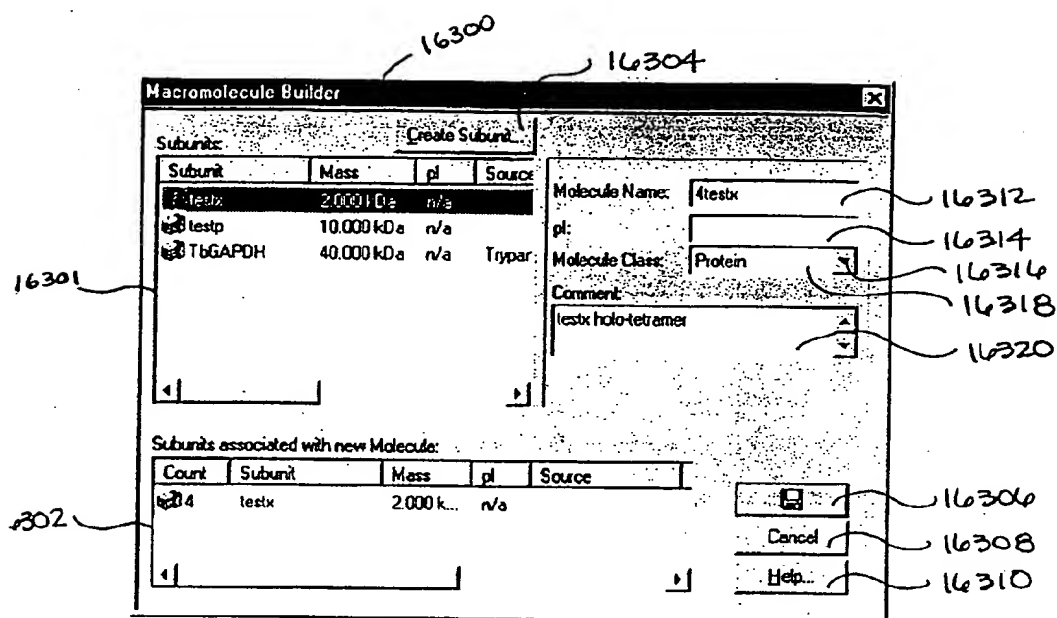 16300
16304
Macromolecule Builder
Create Subunit...
Subunits:
Subunit Mass pI Source
testx 2.000 kDa n/a
testp 10.000 kDa n/a
TbGAPDH 40.000 kDa n/a Trypar
16301
Molecule Name: 4testx
16312
pI:
16314
Molecule Class: Protein
16316
16318
Comment:
testx holo-tetramer
16320
Subunits associated with new Molecule:
Count Subunit Mass pI Source
4 testx 2.000 k... n/a
6302
16306
Cancel
16308
Help...
16310